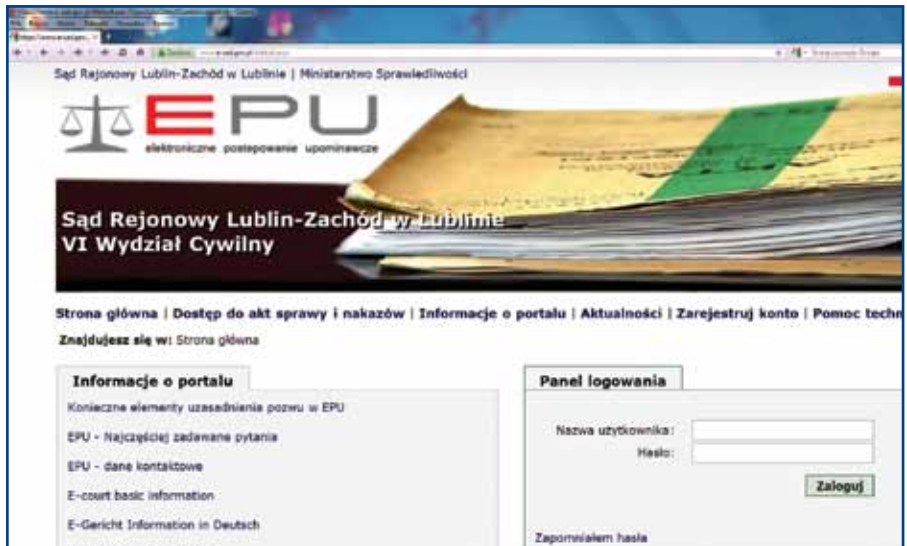 Sąd Rejonowy Lublin-Zachód w Lublinie | Ministerstwo Sprawiedliwości
EPU
elektroniczne postępowanie upominawcze
Sąd Rejonowy Lublin-Zachód w Lublinie
VI Wydział Cywilny
Strona główna | Dostęp do akt sprawy i nakazów | Informacje o portalu | Aktualności | Zarejestruj konto | Pomoc techn
Znajdujesz się w: Strona główna
Informacje o portalu
Konieczne elementy uzasadnienia pozwu w EPU
EPU - Najczęściej zadawane pytania
EPU - dane kontaktowe
E-court basic information
E-Gericht Information in Deutsch
Panel logowania
Nazwa użytkownika:
Hasło:
Zaloguj
Zapomniałem hasła